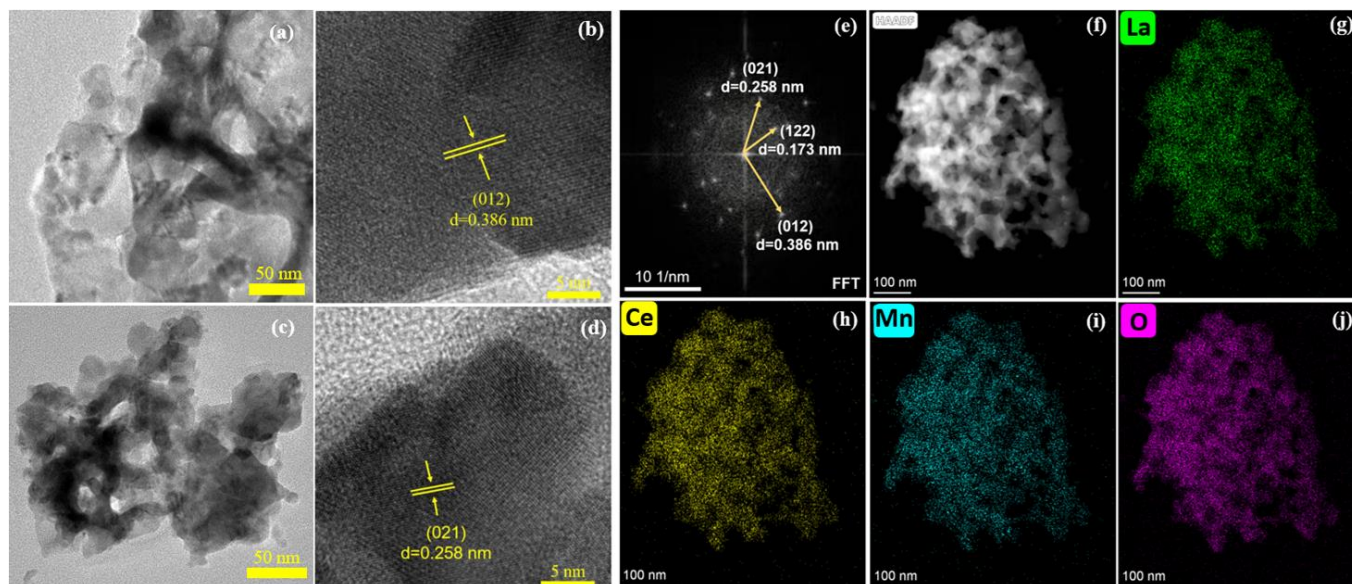 (a)
50 nm
(b)
(012)
d=0.386 nm
5 nm
(c)
50 nm
(d)
(021)
d=0.258 nm
5 nm
(e)
(021)
d=0.258 nm
(122)
d=0.173 nm
(012)
d=0.386 nm
10 1/nm
FFT
HAADF
(f)
100 nm
La
(g)
100 nm
Ce
(h)
100 nm
Mn
(i)
100 nm
O
(j)
100 nm